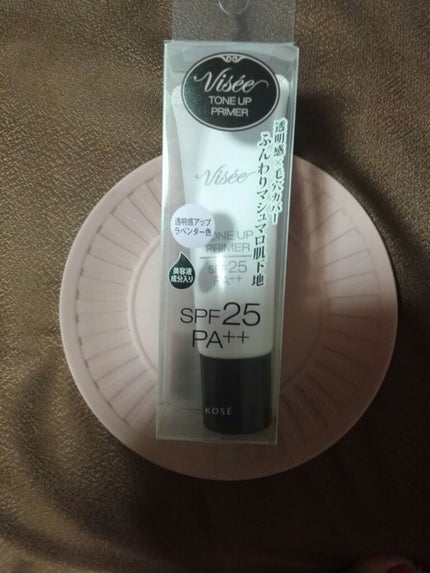 Visée
TONE UP
PRIMER
透明感×毛穴カバー
ふんわりマシュマロ肌下地
Visée
透明感アップ
ラベンダー色
TONE UP
PRIMER
SPF25
PA++
美容液
成分入り
SPF25
PA++
KOSÉ